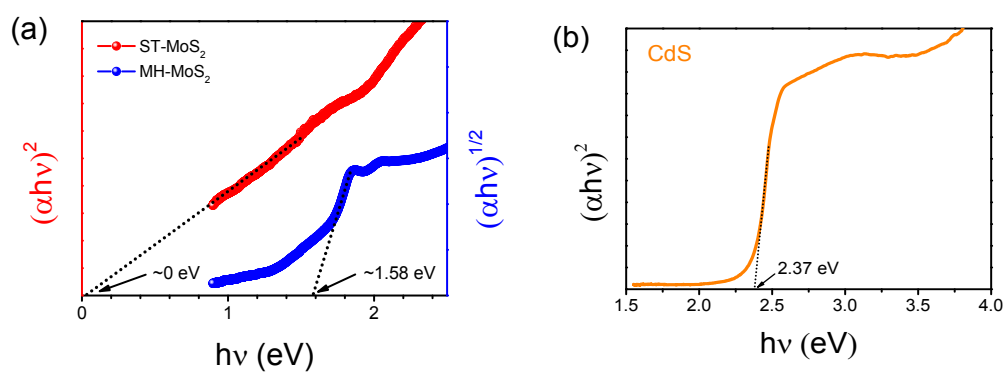 (a)
ST-MoS₂
MH-MoS₂
(αhν)²
(αhν)^1/2
~0 eV
~1.58 eV
0
1
2
hν (eV)
(b)
CdS
(αhν)²
2.37 eV
1.5
2.0
2.5
3.0
3.5
4.0
hν (eV)